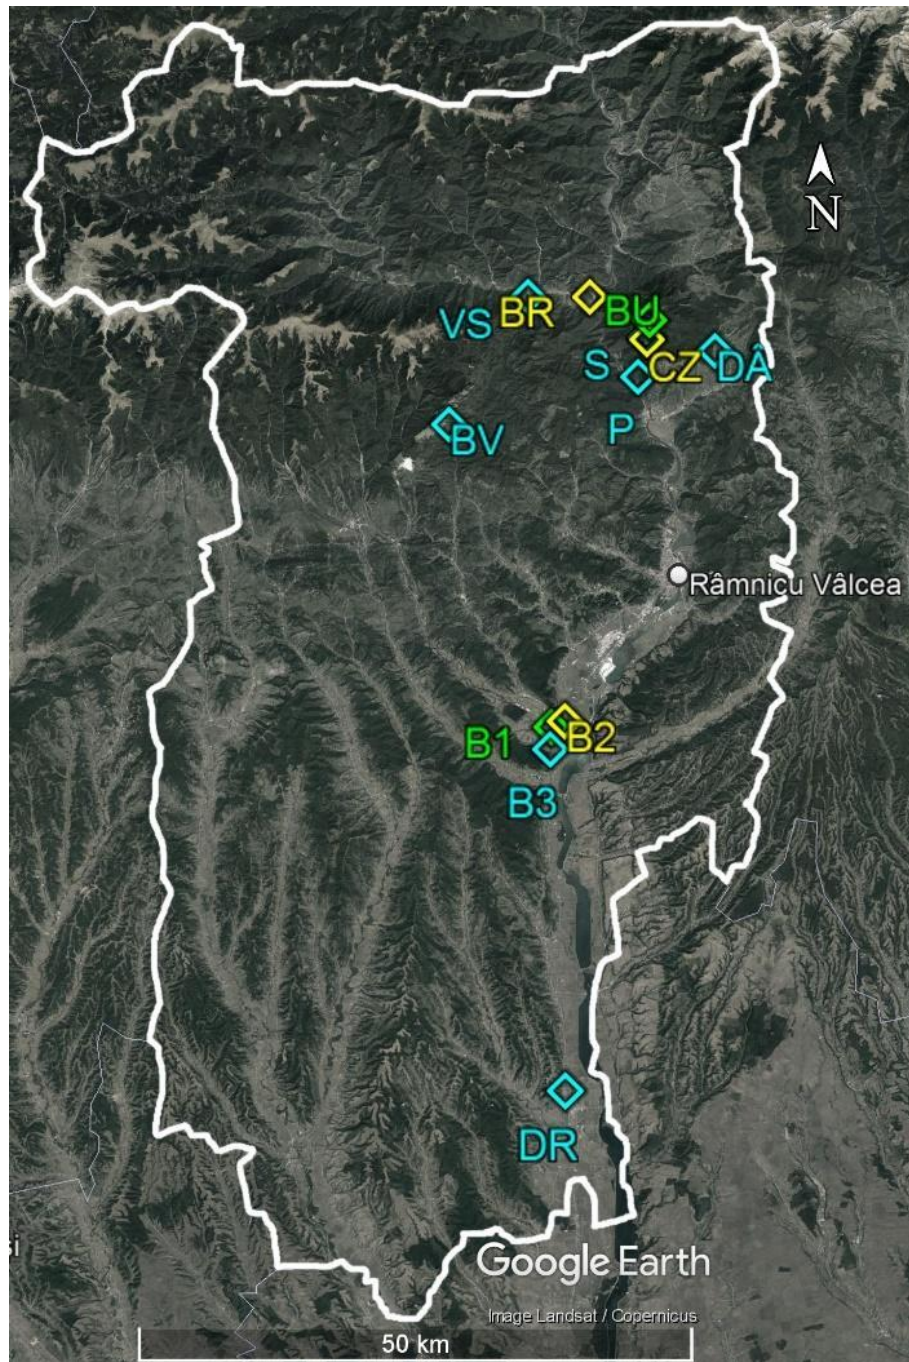 N
VS
BR
BU
S
CZ
DÂ
P
BV
Râmnicu Vâlcea
B1
B2
B3
DR
si
Google Earth
Image Landsat / Copernicus
50 km